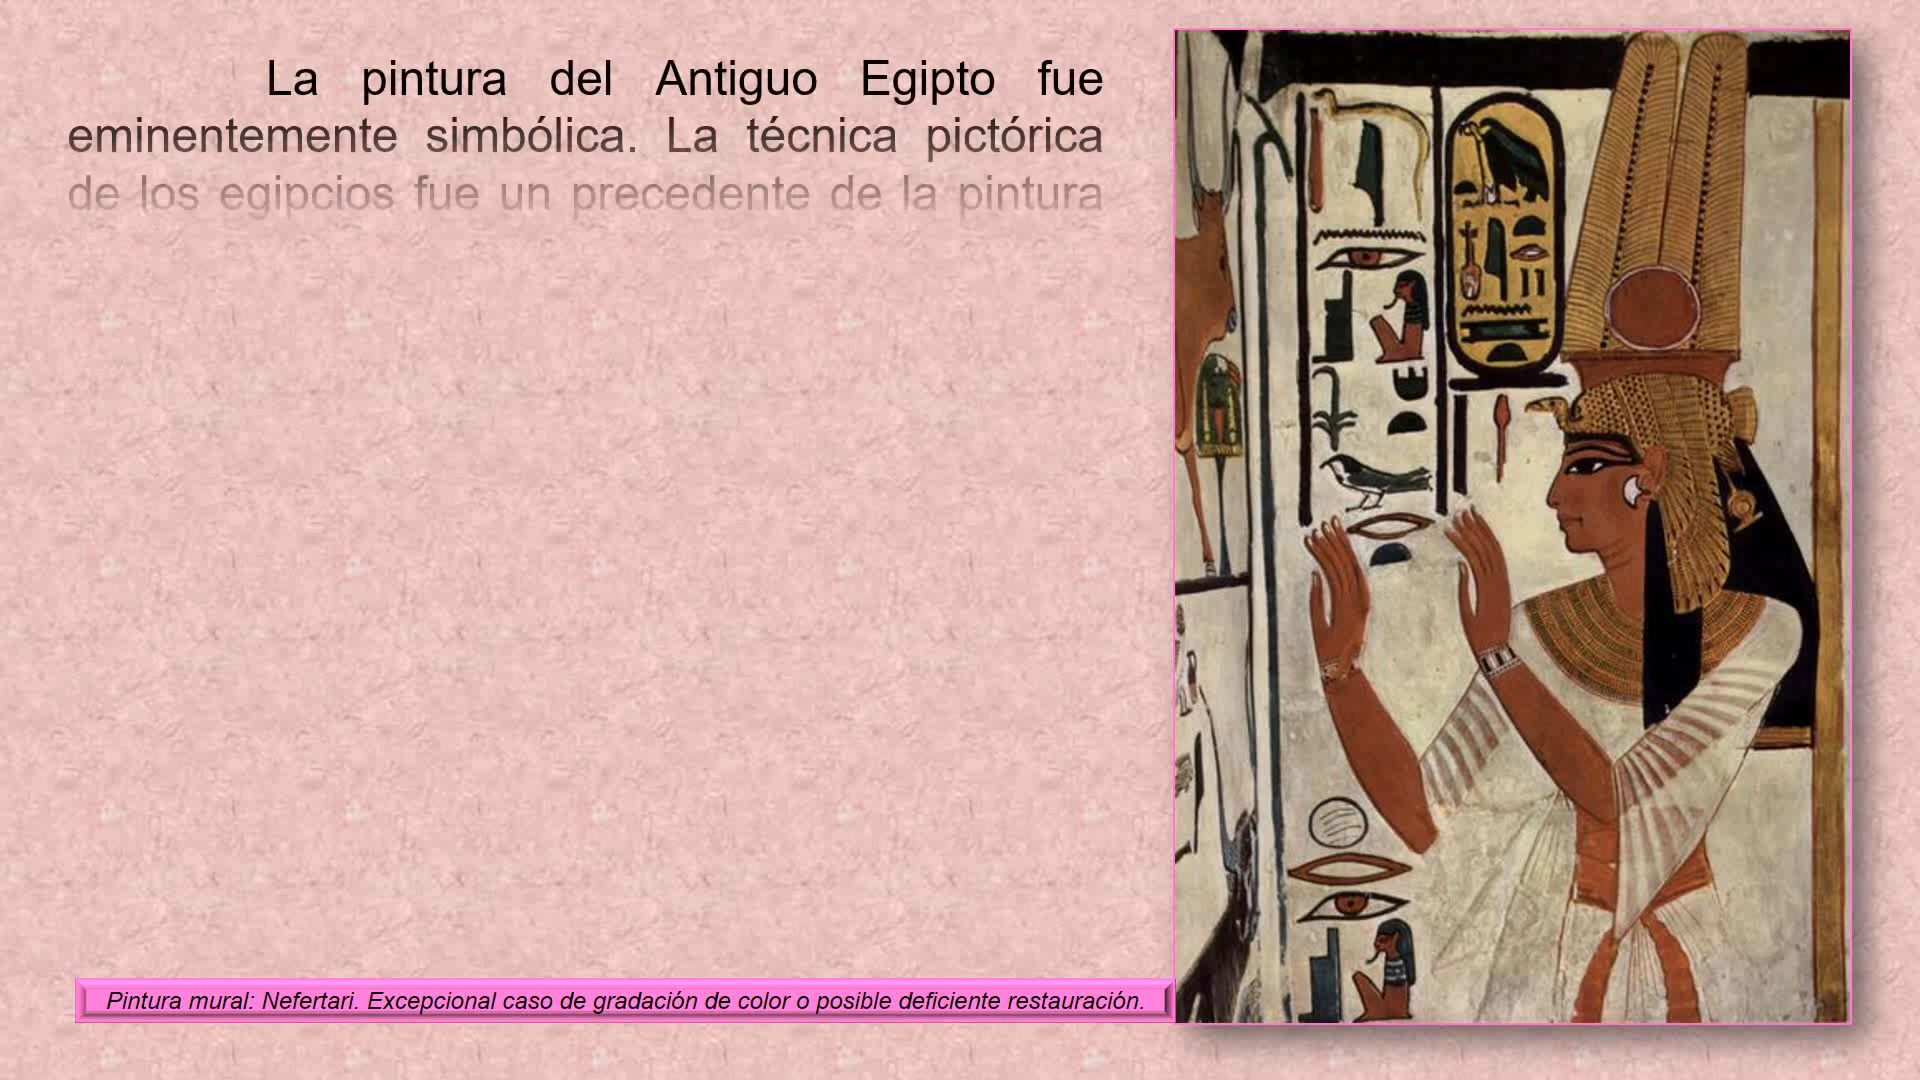 La pintura del Antiguo Egipto fue
eminentemente simbólica. La técnica pictórica
de los egipcios fue un precedente de la pintura
Pintura mural: Nefertari. Excepcional caso de gradación de color o posible deficiente restauración.